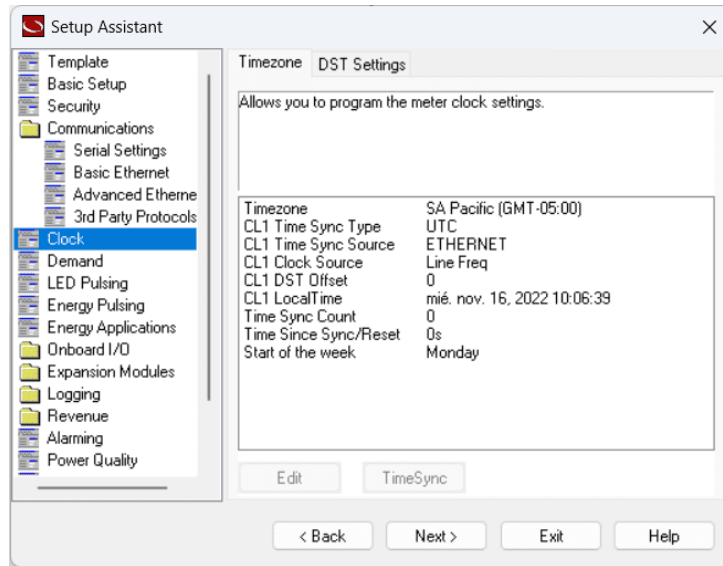 Setup Assistant
Template
Basic Setup
Security
Communications
Serial Settings
Basic Ethernet
Advanced Etherne
3rd Party Protocols
Clock
Demand
LED Pulsing
Energy Pulsing
Energy Applications
Onboard I/O
Expansion Modules
Logging
Revenue
Alarming
Power Quality
Timezone DST Settings
Allows you to program the meter clock settings.
Timezone SA Pacific (GMT-05:00)
CL1 Time Sync Type UTC
CL1 Time Sync Source ETHERNET
CL1 Clock Source Line Freq
CL1 DST Offset 0
CL1 LocalTime mié. nov. 16, 2022 10:06:39
Time Sync Count 0
Time Since Sync/Reset 0s
Start of the week Monday
Edit TimeSync
< Back Next > Exit Help